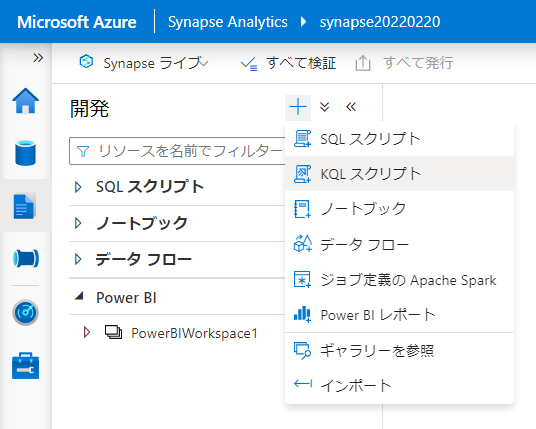 Microsoft Azure Synapse Analytics synapse20220220
Synapse ライブ すべて検証 すべて発行
開発
リソースを名前でフィルター
SQL スクリプト
ノートブック
データ フロー
Power BI
PowerBIWorkspace1
SQL スクリプト
KQL スクリプト
ノートブック
データ フロー
ジョブ定義の Apache Spark
Power BI レポート
ギャラリーを参照
インポート